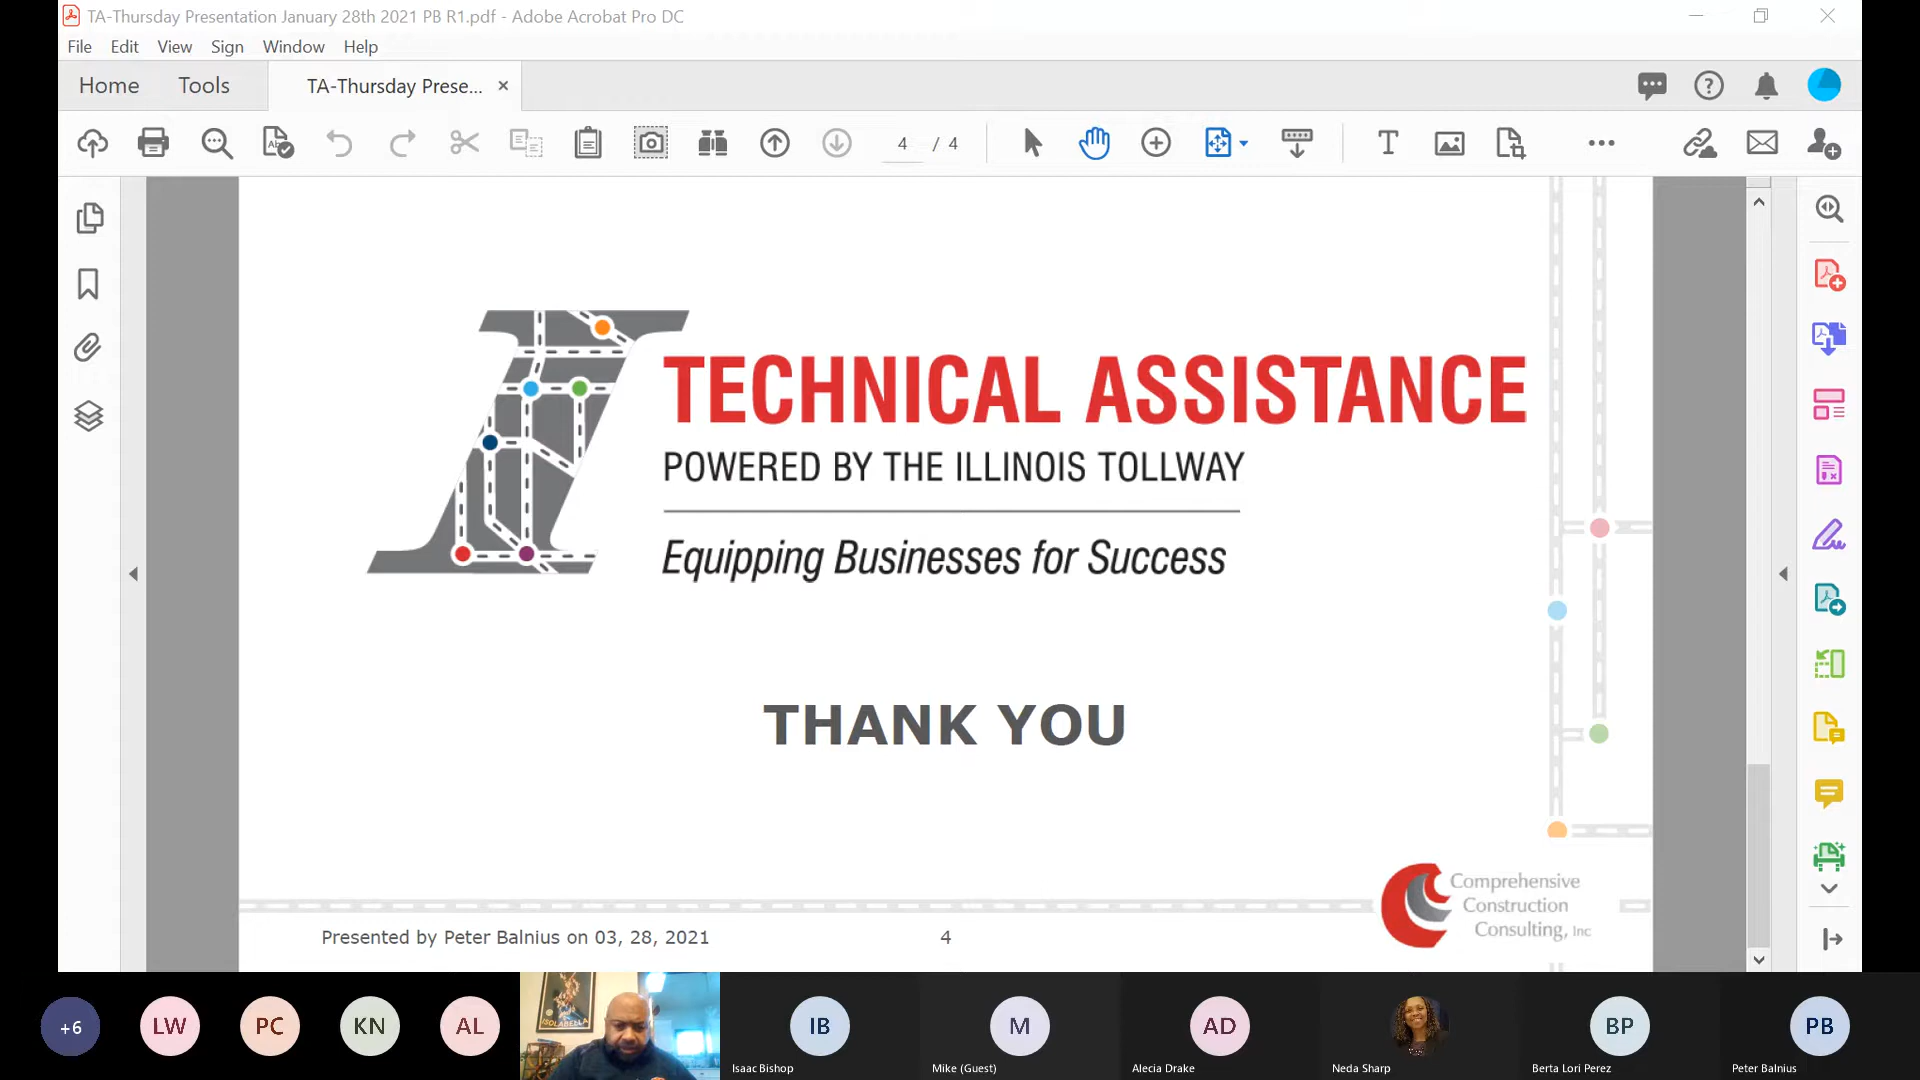 TA-Thursday Presentation January 28th 2021 PB R1.pdf - Adobe Acrobat Pro DC
File Edit View Sign Window Help
Home Tools TA-Thursday Prese... ×
4 / 4
TECHNICAL ASSISTANCE
POWERED BY THE ILLINOIS TOLLWAY
Equipping Businesses for Success
THANK YOU
Comprehensive
Construction
Consulting, Inc
Presented by Peter Balnius on 03, 28, 2021
4
+6 LW PC KN AL IB M AD BP PB
ISOLABELLA
Isaac Bishop Mike (Guest) Alecia Drake Neda Sharp Berta Lori Perez Peter Balnius